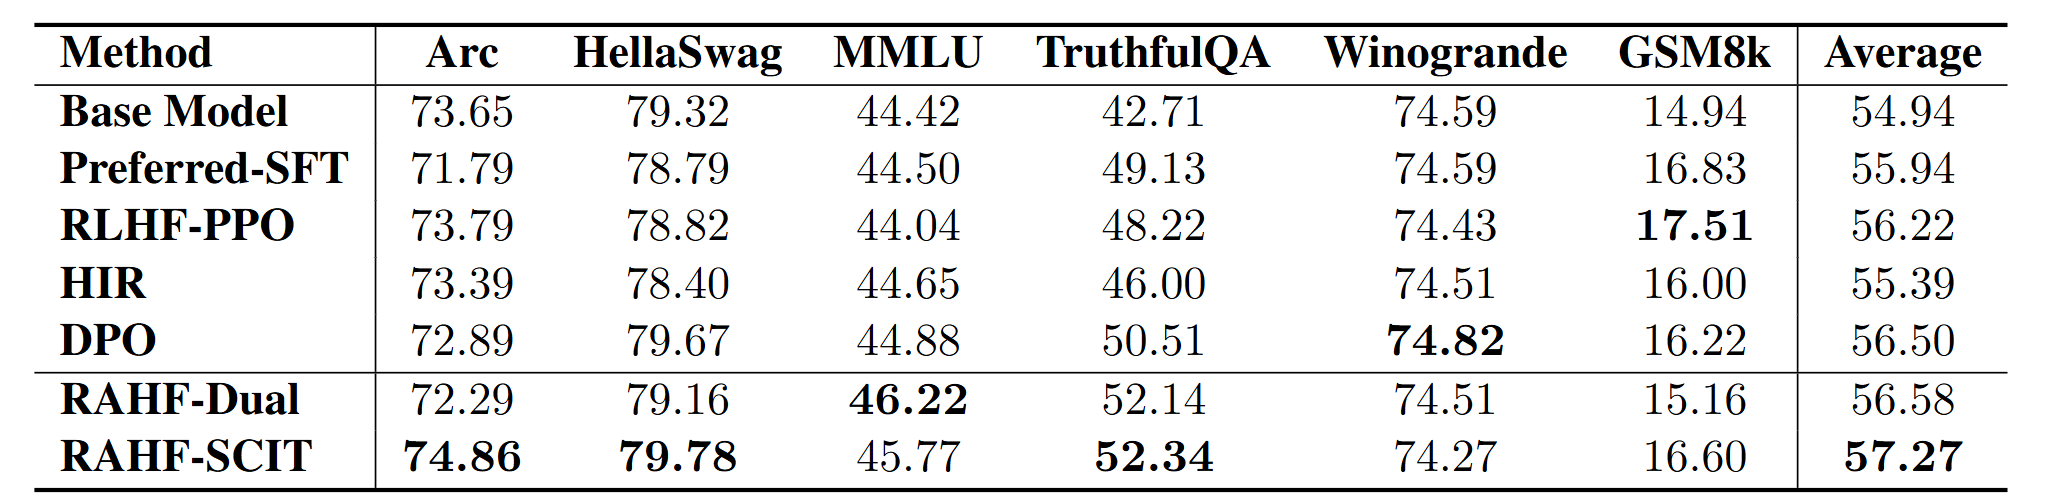 Method Arc HellaSwag MMLU TruthfulQA Winogrande GSM8k Average
Base Model 73.65 79.32 44.42 42.71 74.59 14.94 54.94
Preferred-SFT 71.79 78.79 44.50 49.13 74.59 16.83 55.94
RLHF-PPO 73.79 78.82 44.04 48.22 74.43 17.51 56.22
HIR 73.39 78.40 44.65 46.00 74.51 16.00 55.39
DPO 72.89 79.67 44.88 50.51 74.82 16.22 56.50
RAHF-Dual 72.29 79.16 46.22 52.14 74.51 15.16 56.58
RAHF-SCIT 74.86 79.78 45.77 52.34 74.27 16.60 57.27